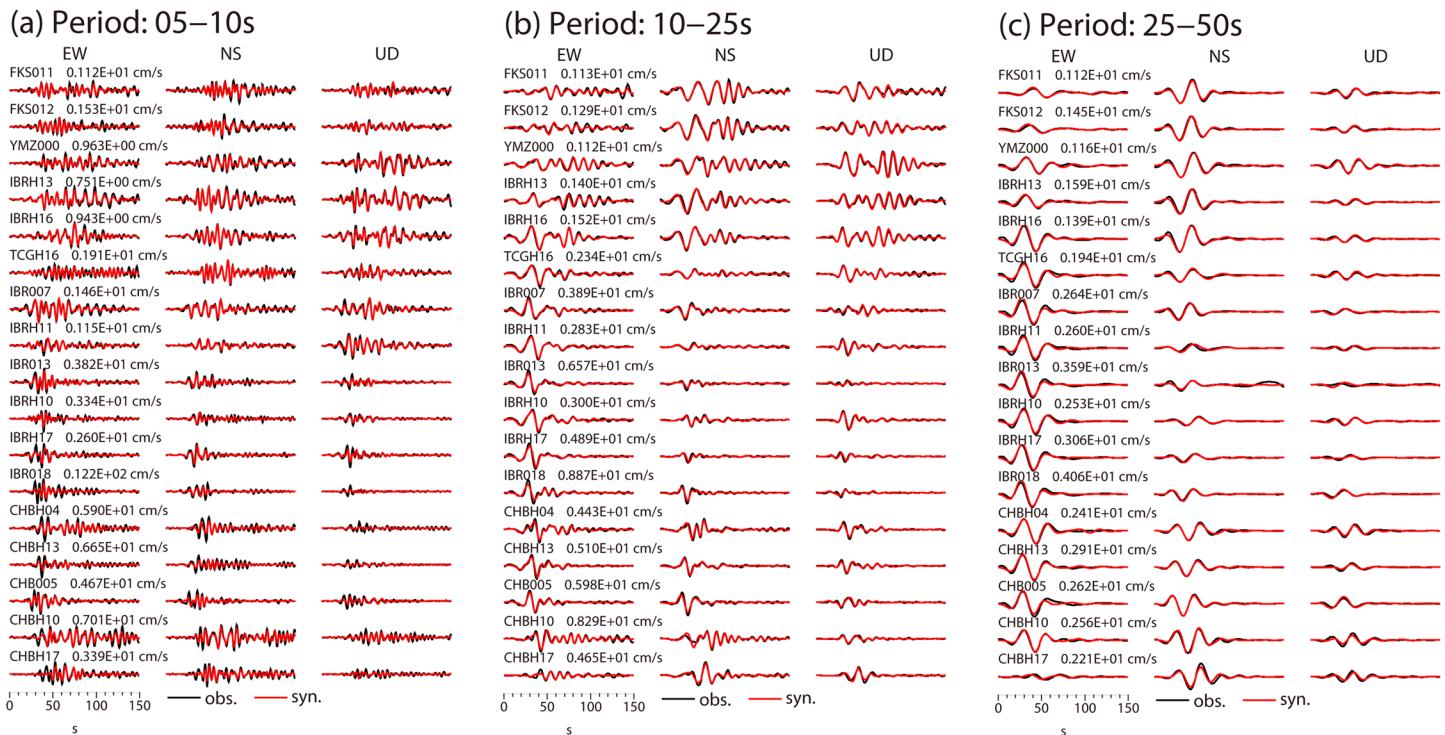 (a) Period: 05−10s
EW NS UD
FKS011 0.112E+01 cm/s
FKS012 0.153E+01 cm/s
YMZ000 0.963E+00 cm/s
IBRH13 0.751E+00 cm/s
IBRH16 0.943E+00 cm/s
TCGH16 0.191E+01 cm/s
IBR007 0.146E+01 cm/s
IBRH11 0.115E+01 cm/s
IBR013 0.382E+01 cm/s
IBRH10 0.334E+01 cm/s
IBRH17 0.260E+01 cm/s
IBR018 0.122E+02 cm/s
CHBH04 0.590E+01 cm/s
CHBH13 0.665E+01 cm/s
CHB005 0.467E+01 cm/s
CHBH10 0.701E+01 cm/s
CHBH17 0.339E+01 cm/s
obs. syn.
0 50 100 150
s
(b) Period: 10−25s
EW NS UD
FKS011 0.113E+01 cm/s
FKS012 0.129E+01 cm/s
YMZ000 0.112E+01 cm/s
IBRH13 0.140E+01 cm/s
IBRH16 0.152E+01 cm/s
TCGH16 0.234E+01 cm/s
IBR007 0.389E+01 cm/s
IBRH11 0.283E+01 cm/s
IBR013 0.657E+01 cm/s
IBRH10 0.300E+01 cm/s
IBRH17 0.489E+01 cm/s
IBR018 0.887E+01 cm/s
CHBH04 0.443E+01 cm/s
CHBH13 0.510E+01 cm/s
CHB005 0.598E+01 cm/s
CHBH10 0.829E+01 cm/s
CHBH17 0.465E+01 cm/s
obs. syn.
0 50 100 150
s
(c) Period: 25−50s
EW NS UD
FKS011 0.112E+01 cm/s
FKS012 0.145E+01 cm/s
YMZ000 0.116E+01 cm/s
IBRH13 0.159E+01 cm/s
IBRH16 0.139E+01 cm/s
TCGH16 0.194E+01 cm/s
IBR007 0.264E+01 cm/s
IBRH11 0.260E+01 cm/s
IBR013 0.359E+01 cm/s
IBRH10 0.253E+01 cm/s
IBRH17 0.306E+01 cm/s
IBR018 0.406E+01 cm/s
CHBH04 0.241E+01 cm/s
CHBH13 0.291E+01 cm/s
CHB005 0.262E+01 cm/s
CHBH10 0.256E+01 cm/s
CHBH17 0.221E+01 cm/s
obs. syn.
0 50 100 150
s